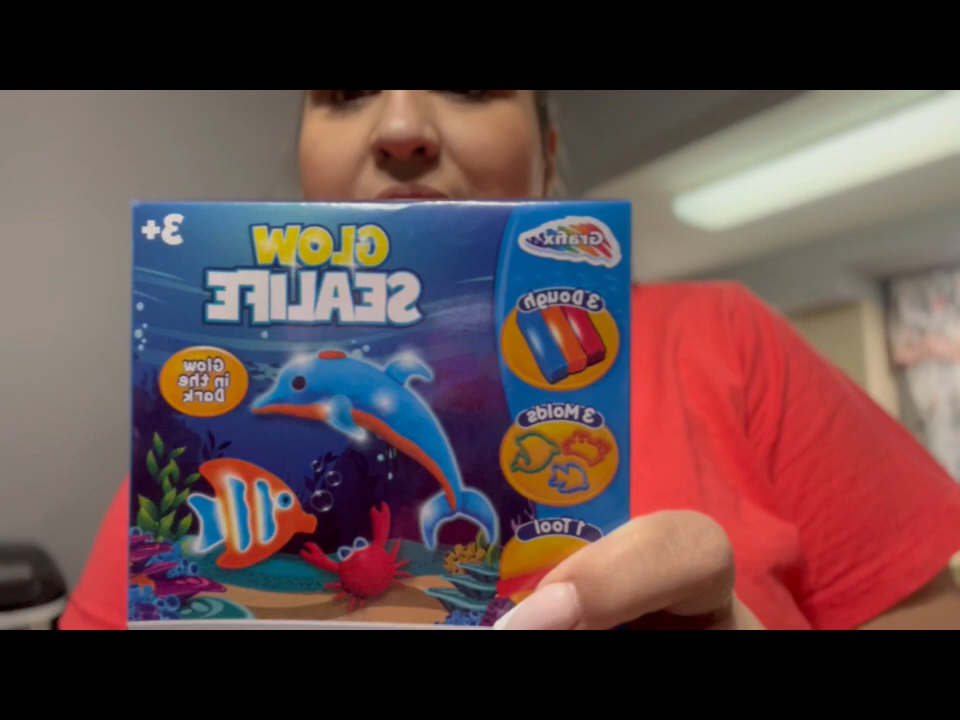 3+
GLOW
SEALIFE
Glow
in the
Dark
Grafix
3 Dough
3 Molds
1 Tool